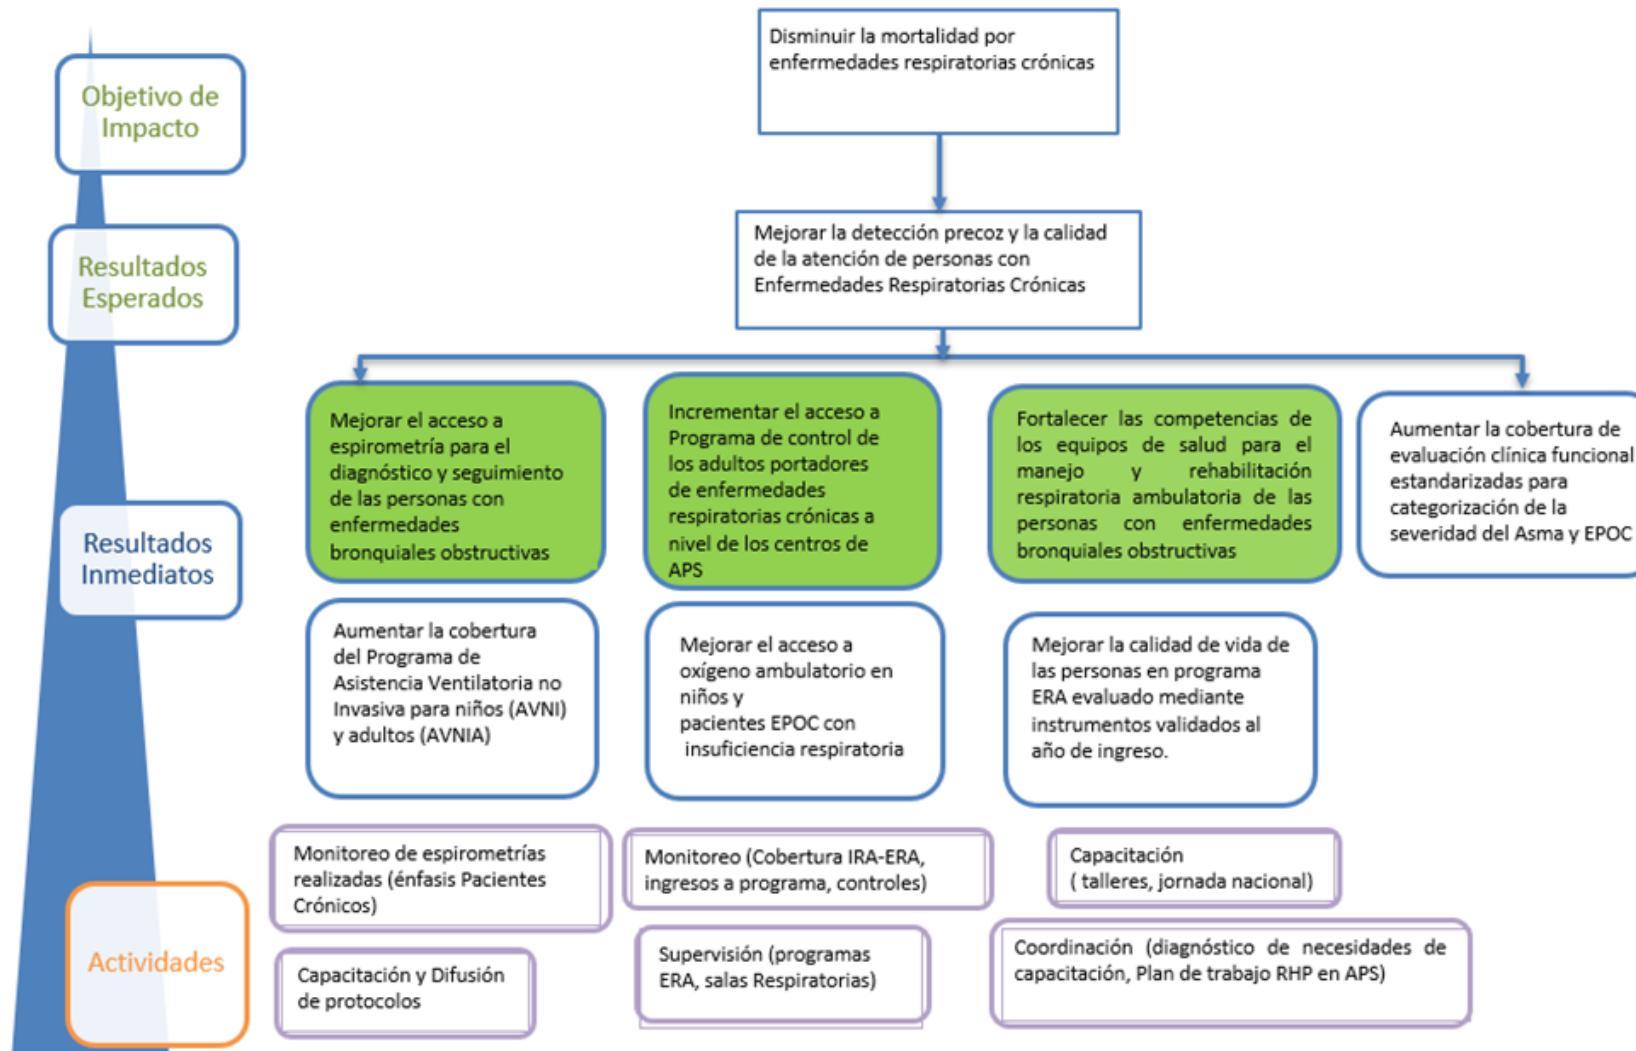 Disminuir la mortalidad por
enfermedades respiratorias crónicas
Objetivo de
Impacto
Mejorar la detección precoz y la calidad
de la atención de personas con
Enfermedades Respiratorias Crónicas
Resultados
Esperados
Mejorar el acceso a
espirometría para el
diagnóstico y seguimiento
de las personas con
enfermedades
bronquiales obstructivas
Incrementar el acceso a
Programa de control de
los adultos portadores
de enfermedades
respiratorias crónicas a
nivel de los centros de
APS
Fortalecer las competencias de
los equipos de salud para el
manejo y rehabilitación
respiratoria ambulatoria de las
personas con enfermedades
bronquiales obstructivas
Aumentar la cobertura de
evaluación clínica funcional
estandarizadas para
categorización de la
severidad del Asma y EPOC
Resultados
Inmediatos
Aumentar la cobertura
del Programa de
Asistencia Ventilatoria no
Invasiva para niños (AVNI)
y adultos (AVNIA)
Mejorar el acceso a
oxígeno ambulatorio en
niños y
pacientes EPOC con
insuficiencia respiratoria
Mejorar la calidad de vida de
las personas en programa
ERA evaluado mediante
instrumentos validados al
año de ingreso.
Monitoreo de espirometrías
realizadas (énfasis Pacientes
Crónicos)
Monitoreo (Cobertura IRA-ERA,
ingresos a programa, controles)
Capacitación
( talleres, jornada nacional)
Actividades
Capacitación y Difusión
de protocolos
Supervisión (programas
ERA, salas Respiratorias)
Coordinación (diagnóstico de necesidades de
capacitación, Plan de trabajo RHP en APS)